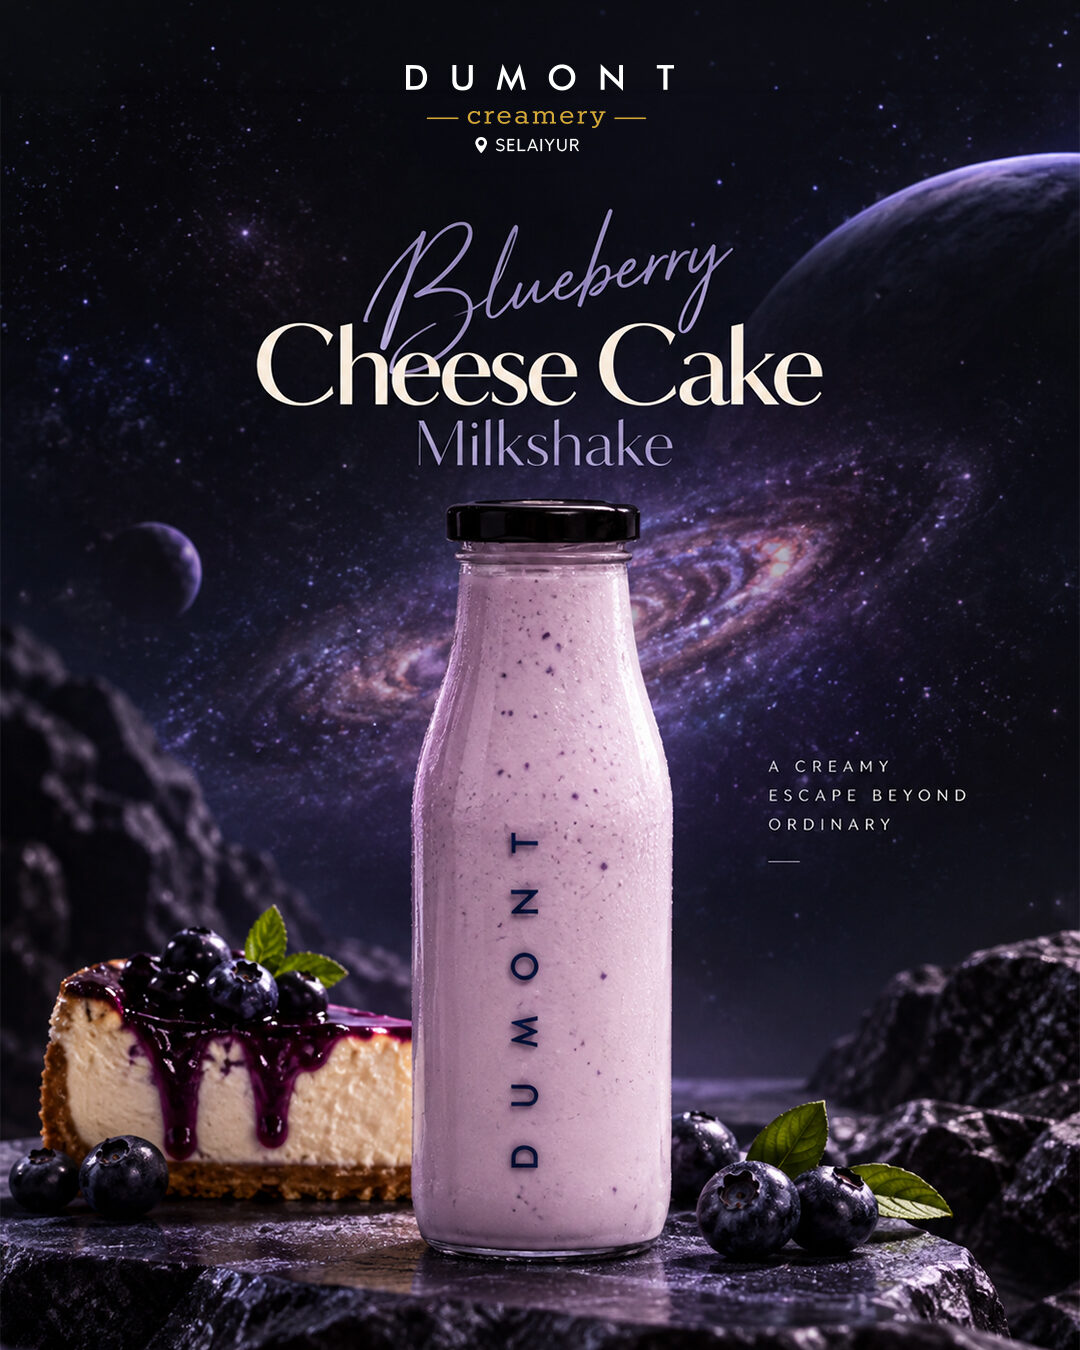 DUMONT
creamery
SELAIYUR
Blueberry
Cheese Cake
Milkshake
A CREAMY
ESCAPE BEYOND
ORDINARY
DUMONT